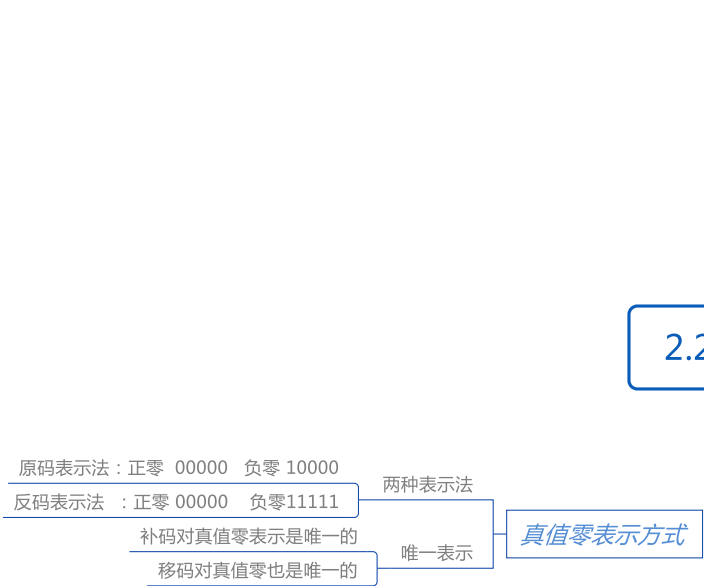 2.2
原码表示法：正零 00000 负零 10000
反码表示法 ：正零 00000 负零11111
两种表示法
补码对真值零表示是唯一的
移码对真值零也是唯一的
唯一表示
真值零表示方式